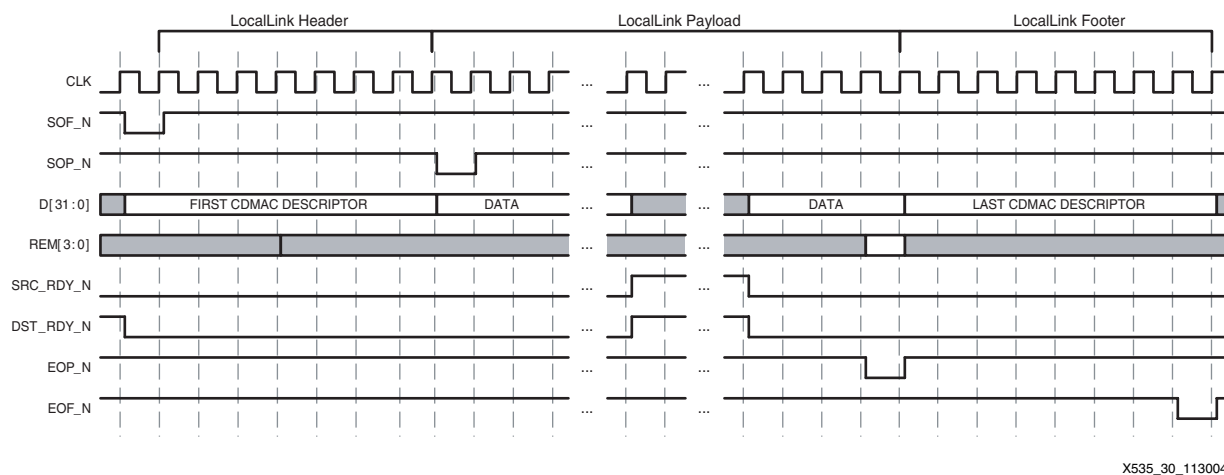 LocalLink Header LocalLink Payload LocalLink Footer
CLK ... ...
SOF_N ... ...
SOP_N ... ...
D[31:0] FIRST CDMAC DESCRIPTOR DATA ... ... DATA LAST CDMAC DESCRIPTOR
REM[3:0] ... ...
SRC_RDY_N ... ...
DST_RDY_N ... ...
EOP_N ... ...
EOF_N ... ...
X535_30_113004